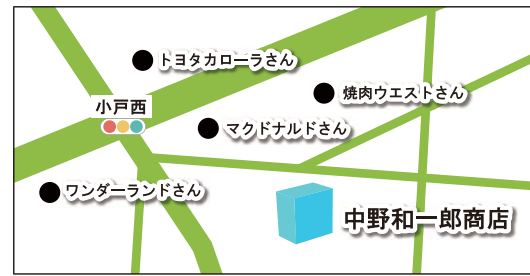 トヨタカローラさん
焼肉ウエストさん
小戸西
マクドナルドさん
ワンダーランドさん
中野和一郎商店